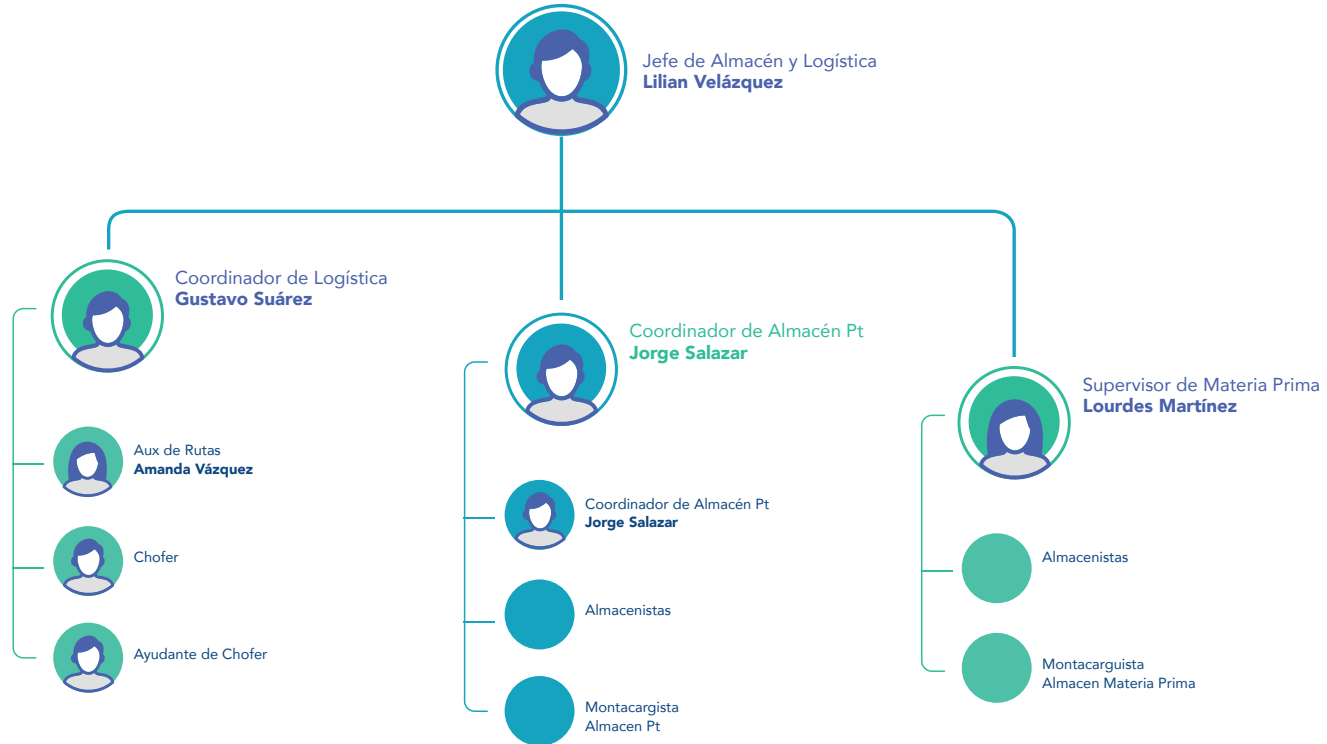 Jefe de Almacén y Logística
Lilian Velázquez
Coordinador de Logística
Gustavo Suárez
Aux de Rutas
Amanda Vázquez
Chofer
Ayudante de Chofer
Coordinador de Almacén Pt
Jorge Salazar
Coordinador de Almacén Pt
Jorge Salazar
Almacenistas
Montacargista
Almacen Pt
Supervisor de Materia Prima
Lourdes Martínez
Almacenistas
Montacarguista
Almacen Materia Prima